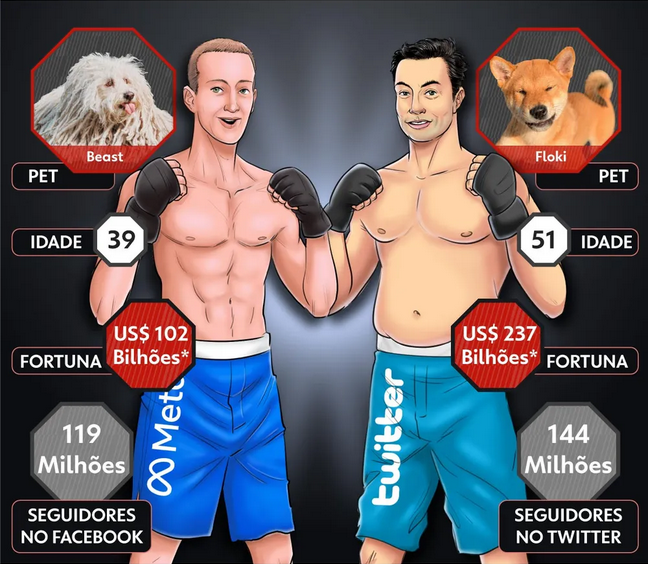 Beast
PET
IDADE
39
US$ 102
Bilhões*
FORTUNA
119
Milhões
SEGUIDORES
NO FACEBOOK
Meta
Floki
PET
51
IDADE
US$ 237
Bilhões*
FORTUNA
144
Milhões
SEGUIDORES
NO TWITTER
twitter